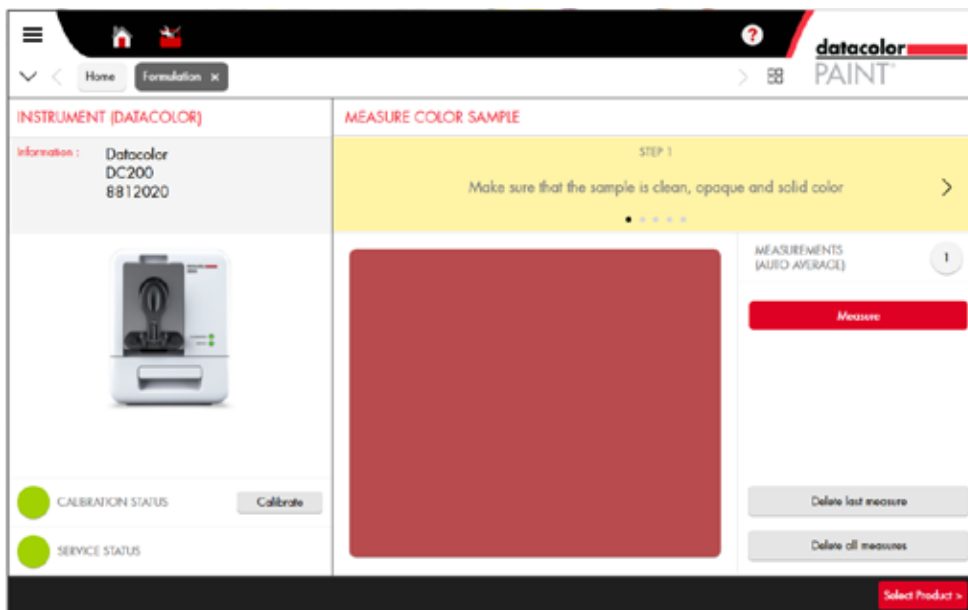 ?
datacolor
PAINT
Home
Formulation ×
INSTRUMENT (DATACOLOR)
Information :
Datacolor
DC200
8812020
CALIBRATION STATUS
Calibrate
SERVICE STATUS
MEASURE COLOR SAMPLE
STEP 1
Make sure that the sample is clean, opaque and solid color
MEASUREMENTS
(AUTO AVERAGE)
1
Measure
Delete last measure
Delete all measures
Select Product >